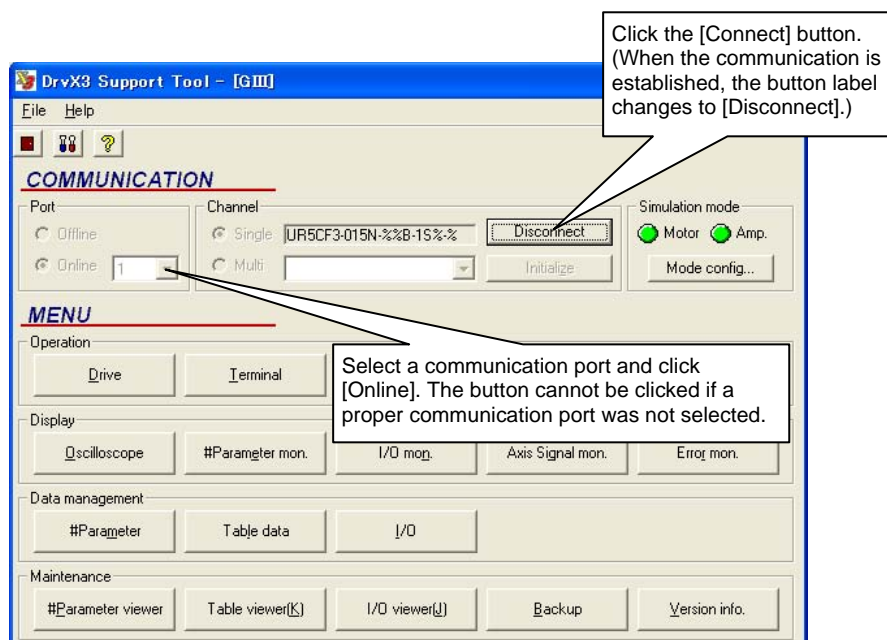 Click the [Connect] button.
(When the communication is
established, the button label
changes to [Disconnect].)
DrvX3 Support Tool - [GⅢ]
File Help
COMMUNICATION
Port
Channel
Simulation mode
Offline
Single UR5CF3-015N-%%B-1S%-% Disconnect
Motor Amp.
Online 1
Multi
Initialize
Mode config...
MENU
Operation
Drive Terminal
Select a communication port and click
[Online]. The button cannot be clicked if a
proper communication port was not selected.
Display
Oscilloscope #Parameter mon. I/O mon. Axis Signal mon. Error mon.
Data management
#Parameter Table data I/O
Maintenance
#Parameter viewer Table viewer(K) I/O viewer(J) Backup Version info.